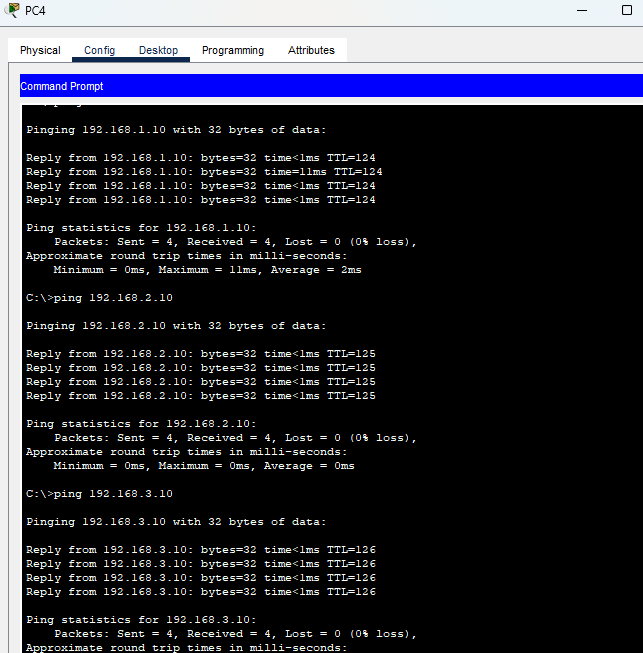 PC4
Physical Config Desktop Programming Attributes
Command Prompt
Pinging 192.168.1.10 with 32 bytes of data:
Reply from 192.168.1.10: bytes=32 time<1ms TTL=124
Reply from 192.168.1.10: bytes=32 time=11ms TTL=124
Reply from 192.168.1.10: bytes=32 time<1ms TTL=124
Reply from 192.168.1.10: bytes=32 time<1ms TTL=124
Ping statistics for 192.168.1.10:
Packets: Sent = 4, Received = 4, Lost = 0 (0% loss),
Approximate round trip times in milli-seconds:
Minimum = 0ms, Maximum = 11ms, Average = 2ms
C:\>ping 192.168.2.10
Pinging 192.168.2.10 with 32 bytes of data:
Reply from 192.168.2.10: bytes=32 time<1ms TTL=125
Reply from 192.168.2.10: bytes=32 time<1ms TTL=125
Reply from 192.168.2.10: bytes=32 time<1ms TTL=125
Reply from 192.168.2.10: bytes=32 time<1ms TTL=125
Ping statistics for 192.168.2.10:
Packets: Sent = 4, Received = 4, Lost = 0 (0% loss),
Approximate round trip times in milli-seconds:
Minimum = 0ms, Maximum = 0ms, Average = 0ms
C:\>ping 192.168.3.10
Pinging 192.168.3.10 with 32 bytes of data:
Reply from 192.168.3.10: bytes=32 time<1ms TTL=126
Reply from 192.168.3.10: bytes=32 time<1ms TTL=126
Reply from 192.168.3.10: bytes=32 time<1ms TTL=126
Reply from 192.168.3.10: bytes=32 time<1ms TTL=126
Ping statistics for 192.168.3.10:
Packets: Sent = 4, Received = 4, Lost = 0 (0% loss),
Approximate round trip times in milli-seconds: